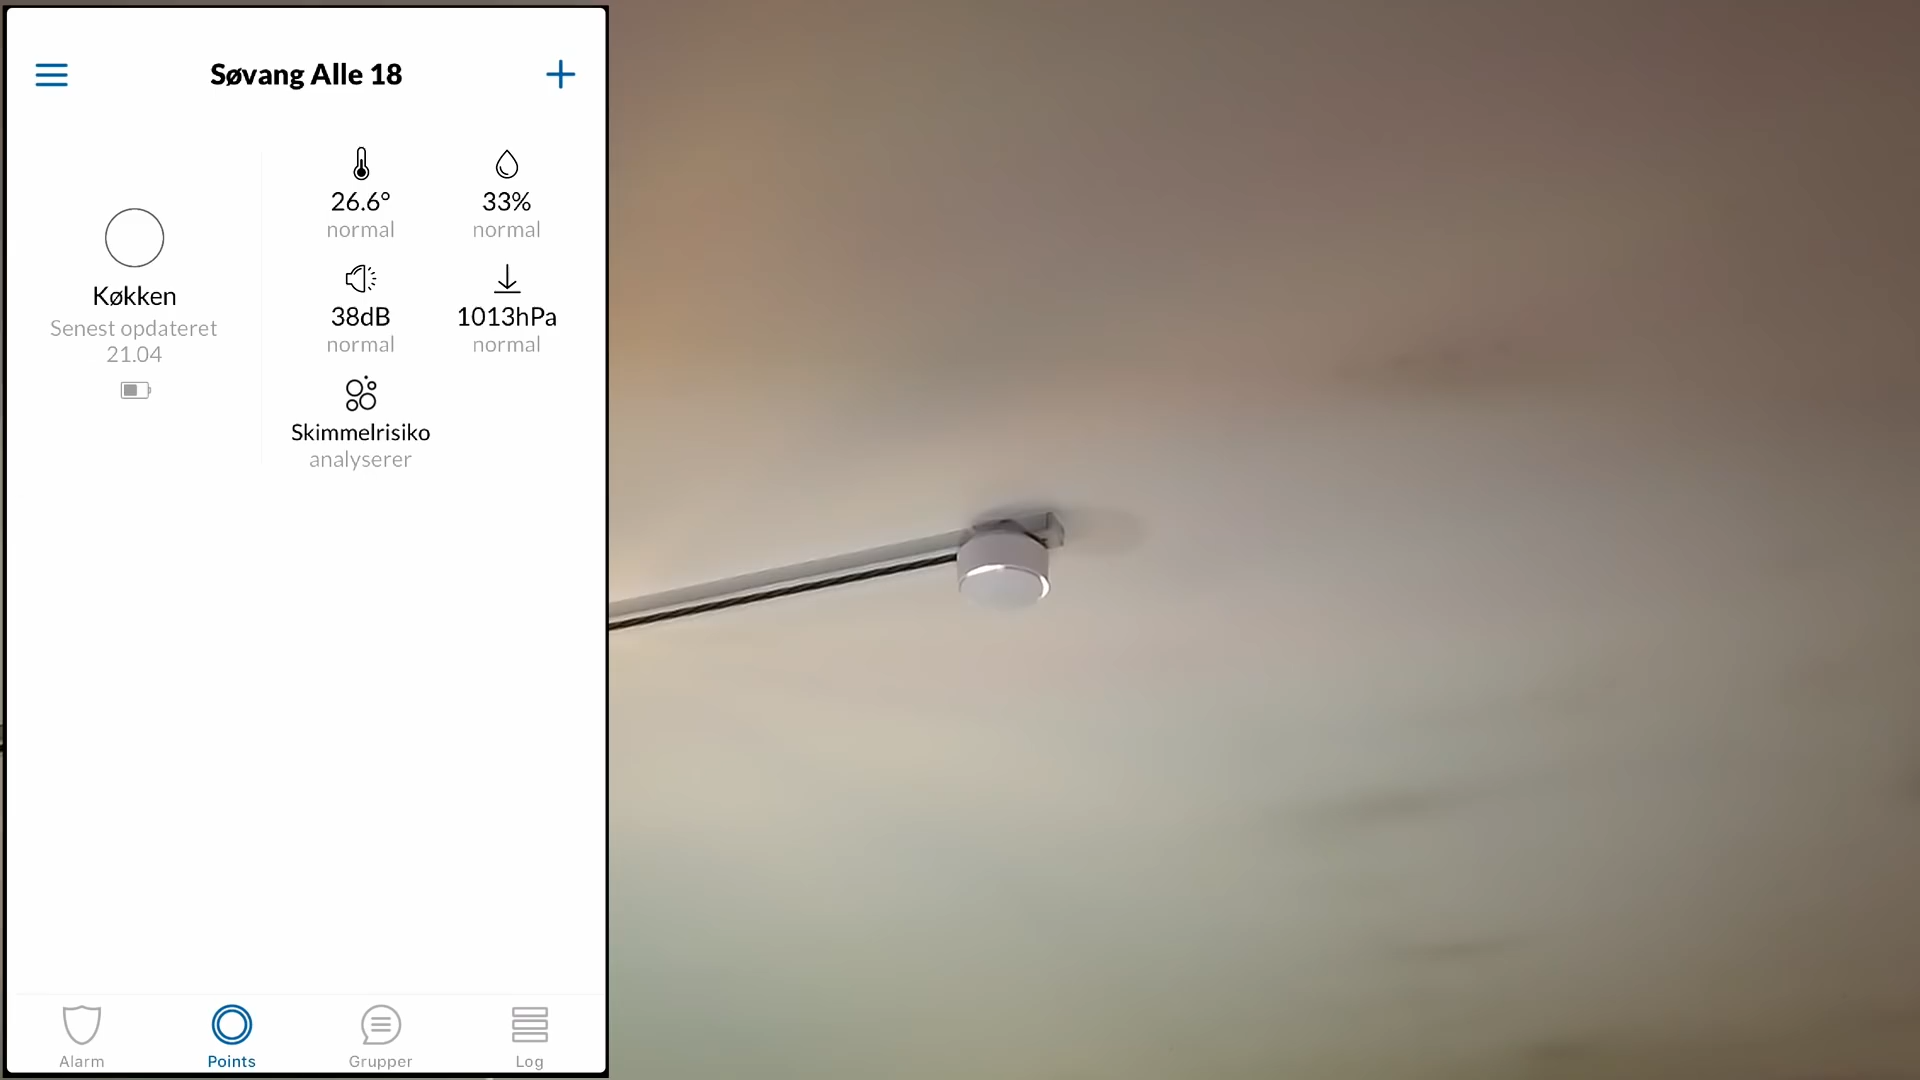 Søvang Alle 18
26.6°
normal
33%
normal
Køkken
Senest opdateret
21.04
38dB
normal
1013hPa
normal
Skimmelrisiko
analyserer
Alarm
Points
Grupper
Log